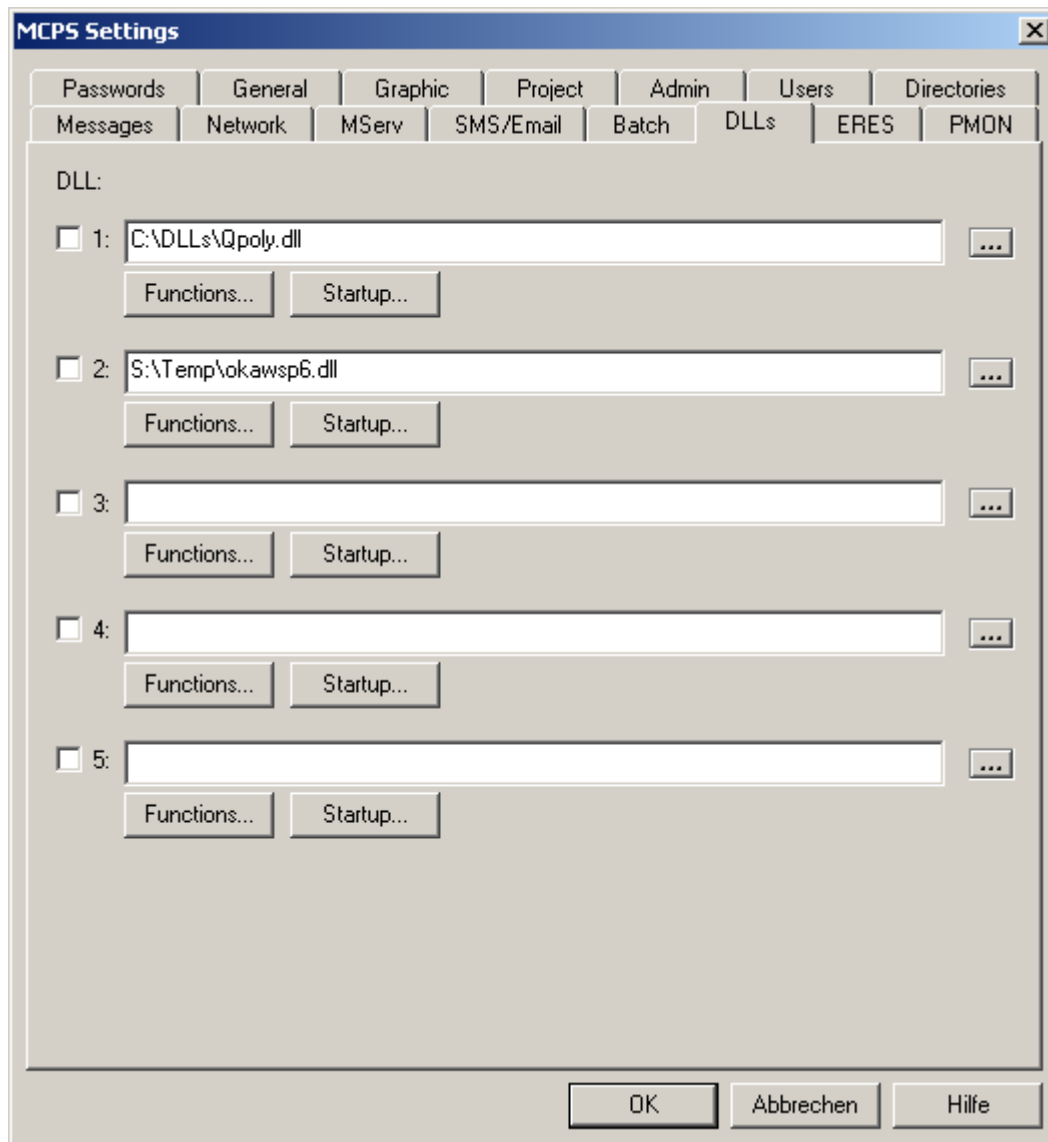 MCPS Settings
Passwords General Graphic Project Admin Users Directories
Messages Network MServ SMS/Email Batch DLLs ERES PMON
DLL:
1: C:\DLLs\Qpoly.dll ...
Functions... Startup...
2: S:\Temp\okawsp6.dll ...
Functions... Startup...
3: ...
Functions... Startup...
4: ...
Functions... Startup...
5: ...
Functions... Startup...
OK Abbrechen Hilfe